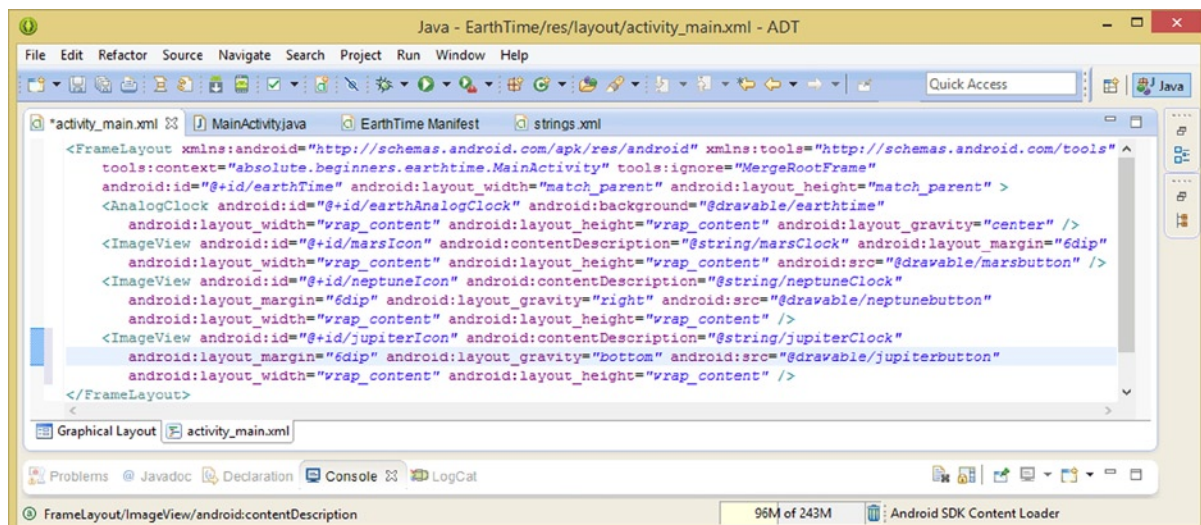 Java - EarthTime/res/layout/activity_main.xml - ADT
File Edit Refactor Source Navigate Search Project Run Window Help
Quick Access
Java
*activity_main.xml
MainActivity.java
EarthTime Manifest
strings.xml
<FrameLayout xmlns:android="http://schemas.android.com/apk/res/android" xmlns:tools="http://schemas.android.com/tools"
tools:context="absolute.beginners.earthtime.MainActivity" tools:ignore="MergeRootFrame"
android:id="@+id/earthTime" android:layout_width="match_parent" android:layout_height="match_parent" >
<AnalogClock android:id="@+id/earthAnalogClock" android:background="@drawable/earthtime"
android:layout_width="wrap_content" android:layout_height="wrap_content" android:layout_gravity="center" />
<ImageView android:id="@+id/marsIcon" android:contentDescription="@string/marsClock" android:layout_margin="6dip"
android:layout_width="wrap_content" android:layout_height="wrap_content" android:src="@drawable/marsbutton" />
<ImageView android:id="@+id/neptuneIcon" android:contentDescription="@string/neptuneClock"
android:layout_margin="6dip" android:layout_gravity="right" android:src="@drawable/neptunebutton"
android:layout_width="wrap_content" android:layout_height="wrap_content" />
<ImageView android:id="@+id/jupiterIcon" android:contentDescription="@string/jupiterClock"
android:layout_margin="6dip" android:layout_gravity="bottom" android:src="@drawable/jupiterbutton"
android:layout_width="wrap_content" android:layout_height="wrap_content" />
</FrameLayout>
Graphical Layout
activity_main.xml
Problems @ Javadoc Declaration Console LogCat
FrameLayout/ImageView/android:contentDescription
96M of 243M
Android SDK Content Loader